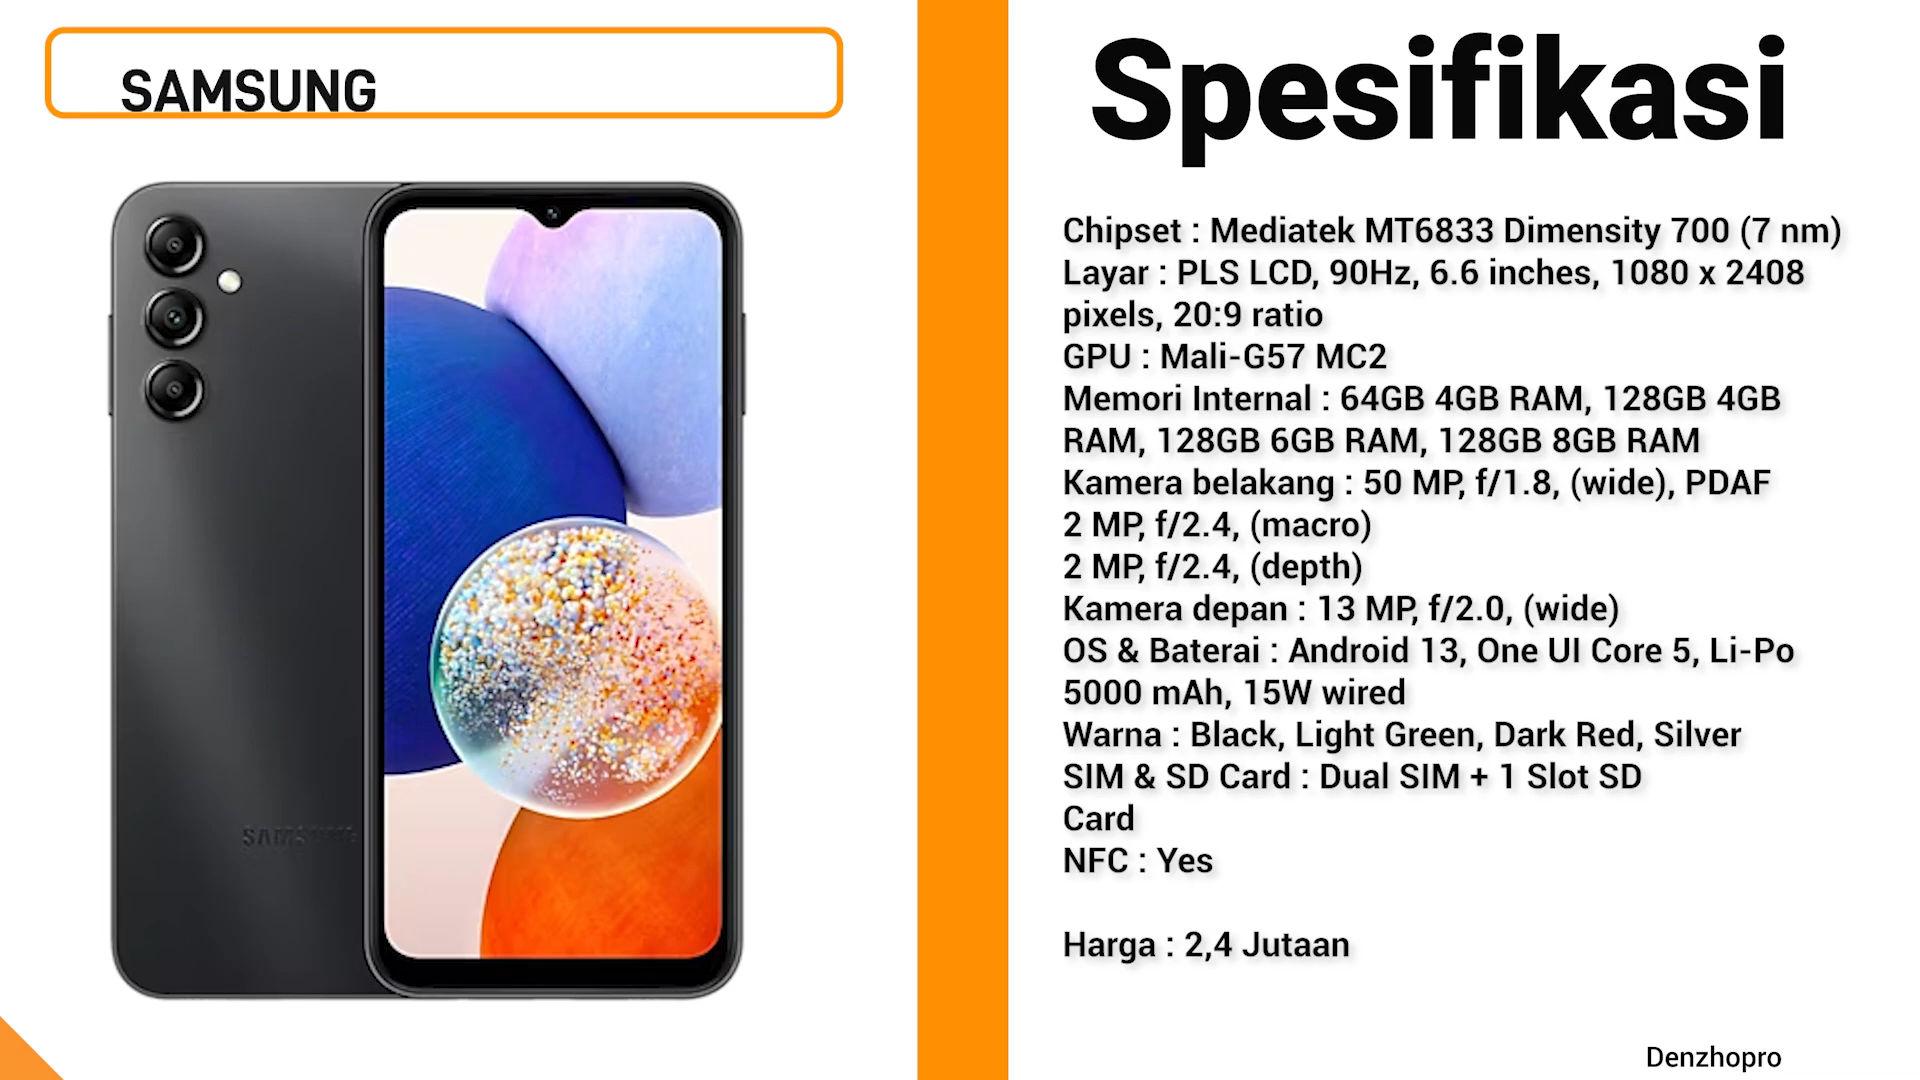 SAMSUNG
SAMSUNG
Spesifikasi
Chipset : Mediatek MT6833 Dimensity 700 (7 nm)
Layar : PLS LCD, 90Hz, 6.6 inches, 1080 x 2408
pixels, 20:9 ratio
GPU : Mali-G57 MC2
Memori Internal : 64GB 4GB RAM, 128GB 4GB
RAM, 128GB 6GB RAM, 128GB 8GB RAM
Kamera belakang : 50 MP, f/1.8, (wide), PDAF
2 MP, f/2.4, (macro)
2 MP, f/2.4, (depth)
Kamera depan : 13 MP, f/2.0, (wide)
OS & Baterai : Android 13, One UI Core 5, Li-Po
5000 mAh, 15W wired
Warna : Black, Light Green, Dark Red, Silver
SIM & SD Card : Dual SIM + 1 Slot SD
Card
NFC : Yes
Harga : 2,4 Jutaan
Denzhopro